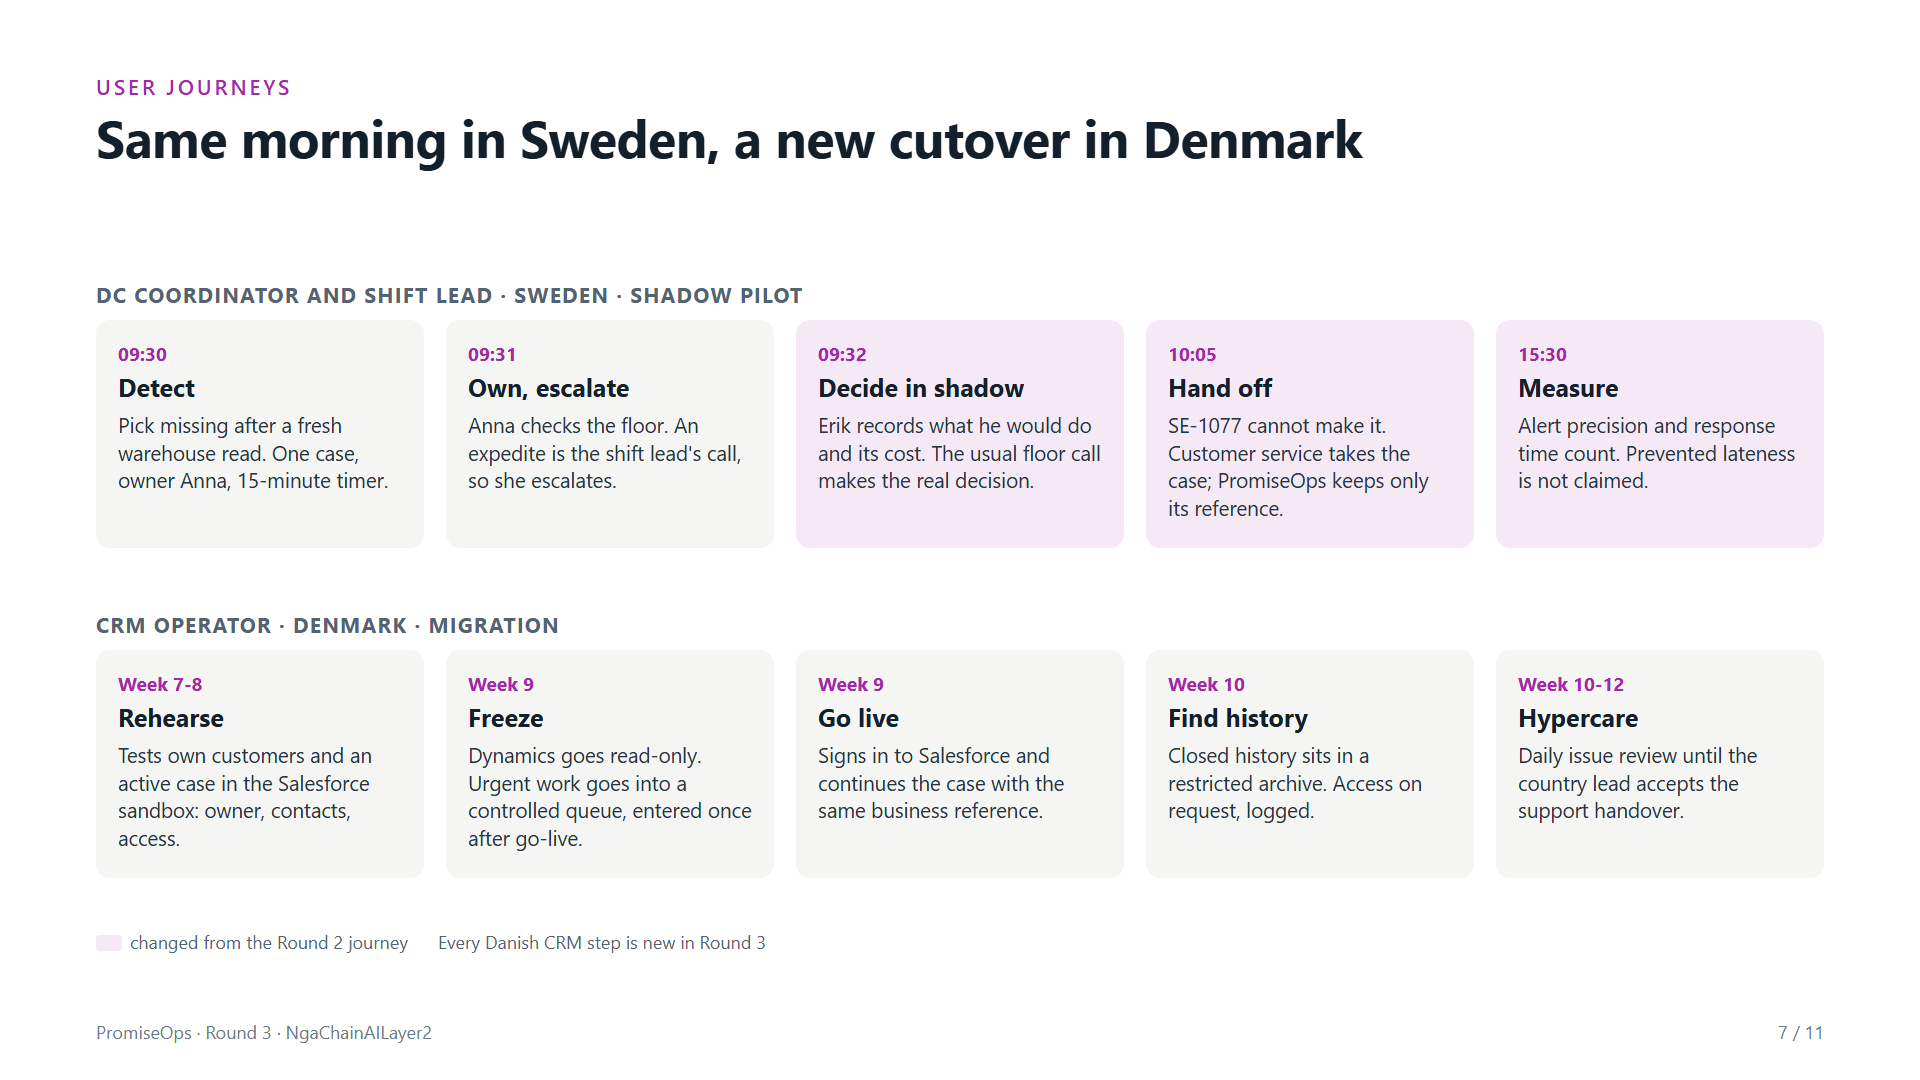 USER JOURNEYS
Same morning in Sweden, a new cutover in Denmark
DC COORDINATOR AND SHIFT LEAD · SWEDEN · SHADOW PILOT
09:30
Detect
Pick missing after a fresh
warehouse read. One case,
owner Anna, 15-minute timer.
09:31
Own, escalate
Anna checks the floor. An
expedite is the shift lead's call,
so she escalates.
09:32
Decide in shadow
Erik records what he would do
and its cost. The usual floor call
makes the real decision.
10:05
Hand off
SE-1077 cannot make it.
Customer service takes the
case; PromiseOps keeps only
its reference.
15:30
Measure
Alert precision and response
time count. Prevented lateness
is not claimed.
CRM OPERATOR · DENMARK · MIGRATION
Week 7-8
Rehearse
Tests own customers and an
active case in the Salesforce
sandbox: owner, contacts,
access.
Week 9
Freeze
Dynamics goes read-only.
Urgent work goes into a
controlled queue, entered once
after go-live.
Week 9
Go live
Signs in to Salesforce and
continues the case with the
same business reference.
Week 10
Find history
Closed history sits in a
restricted archive. Access on
request, logged.
Week 10-12
Hypercare
Daily issue review until the
country lead accepts the
support handover.
changed from the Round 2 journey
Every Danish CRM step is new in Round 3
PromiseOps · Round 3 · NgaChainAILayer2
7 / 11